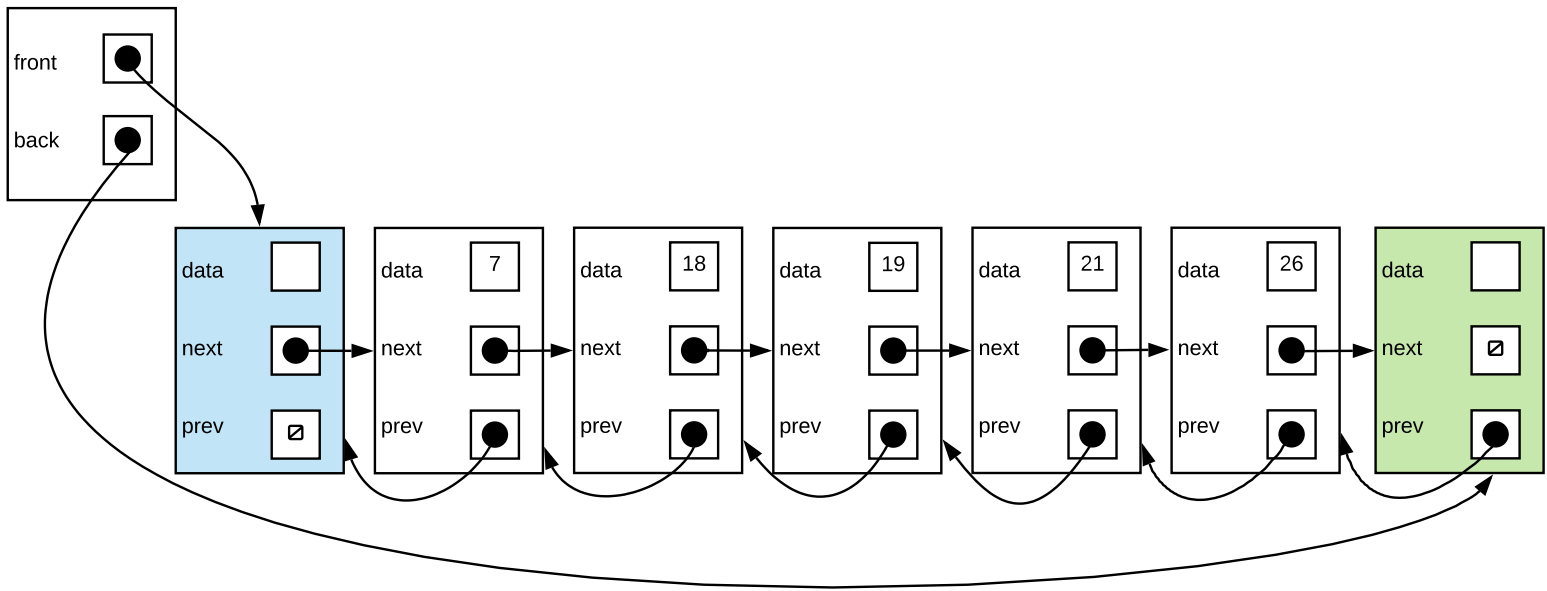 front
back
data
next
prev
data 7
next
prev
data 18
next
prev
data 19
next
prev
data 21
next
prev
data 26
next
prev
data
next
prev